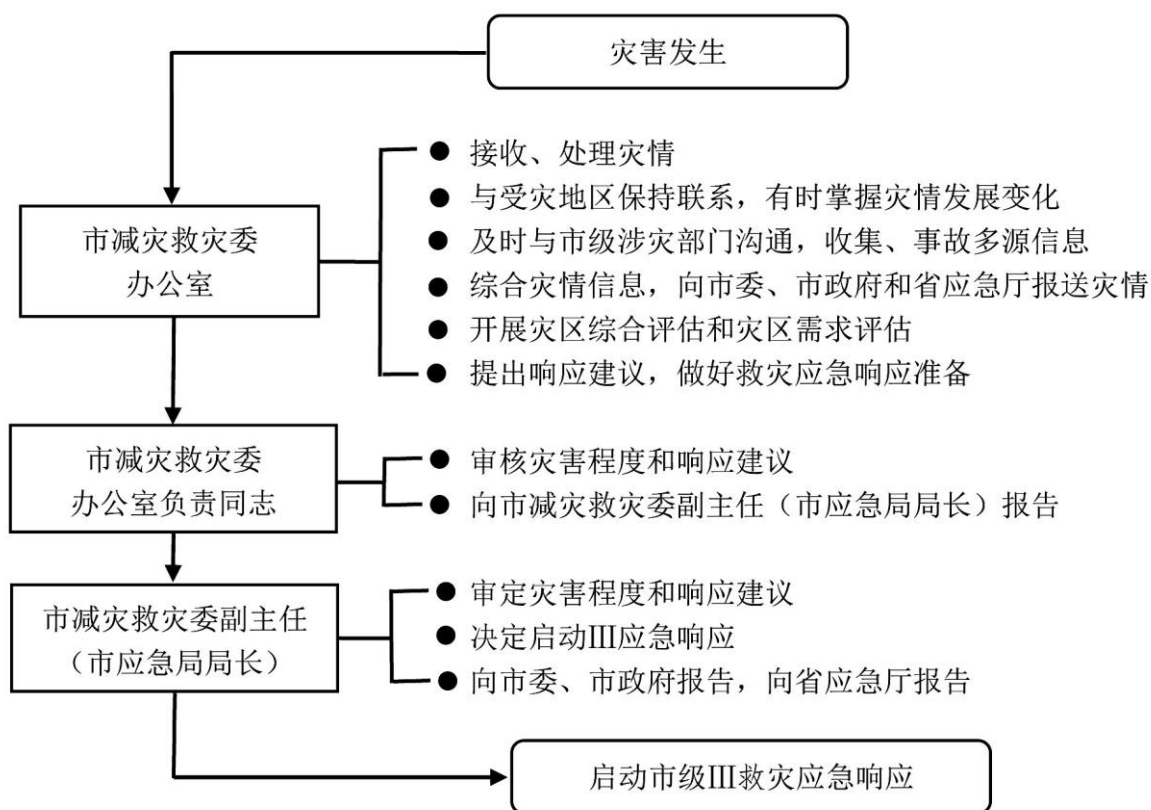 灾害发生
市减灾救灾委
办公室
● 接收、处理灾情
● 与受灾地区保持联系，有时掌握灾情发展变化
● 及时与市级涉灾部门沟通，收集、事故多源信息
● 综合灾情信息，向市委、市政府和省应急厅报送灾情
● 开展灾区综合评估和灾区需求评估
● 提出响应建议，做好救灾应急响应准备
市减灾救灾委
办公室负责同志
● 审核灾害程度和响应建议
● 向市减灾救灾委副主任（市应急局局长）报告
市减灾救灾委副主任
（市应急局局长）
● 审定灾害程度和响应建议
● 决定启动Ⅲ应急响应
● 向市委、市政府报告，向省应急厅报告
启动市级Ⅲ救灾应急响应